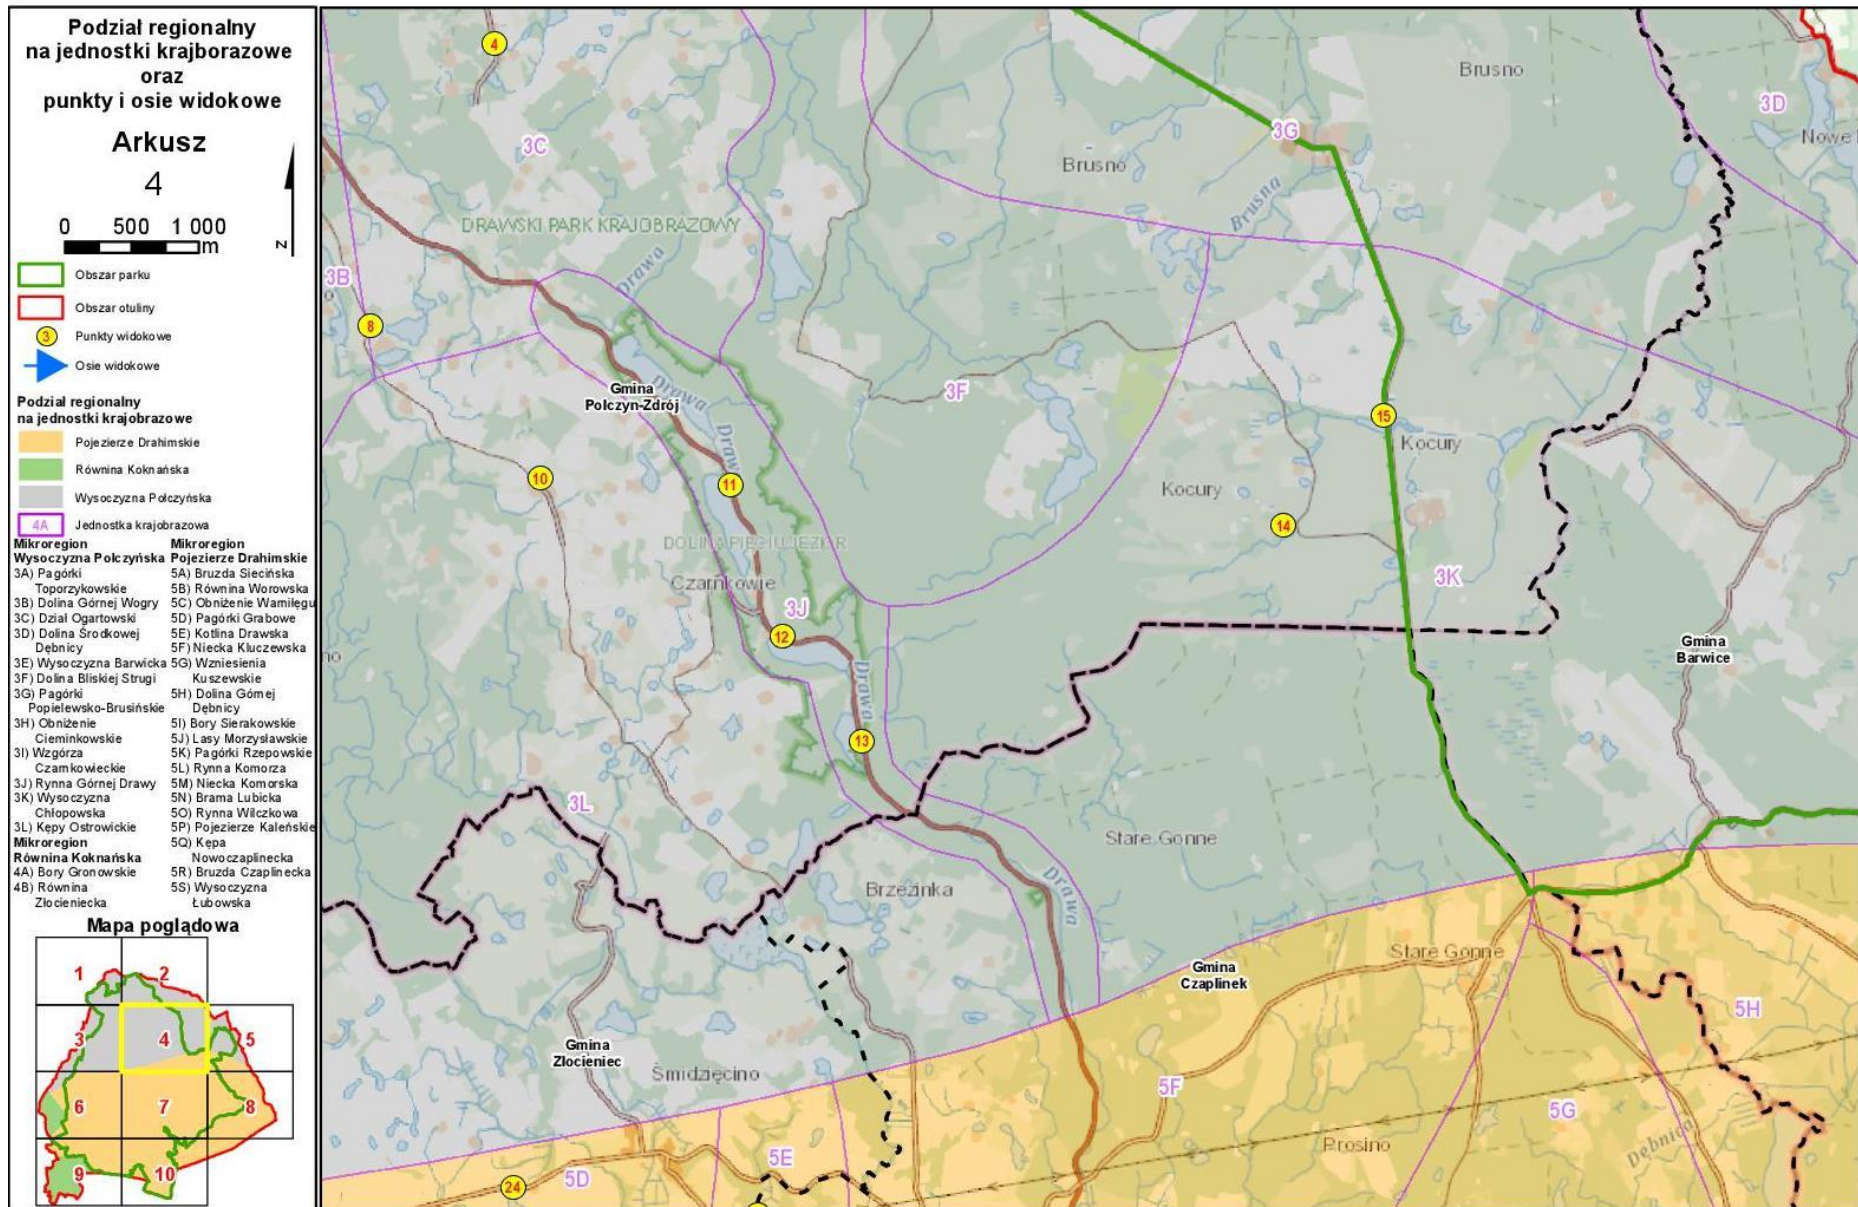 Podział regionalny
na jednostki krajborazowe
oraz
punkty i osie widokowe
Arkusz
4
0 500 1 000
m
N
Obszar parku
Obszar otuliny
3 Punkty widokowe
Osie widokowe
Podział regionalny
na jednostki krajobrazowe
Pojezierze Drahimskie
Równina Koknańska
Wysoczyzna Połczyńska
4A Jednostka krajobrazowa
Mikroregion
Wysoczyzna Połczyńska
3A) Pagórki
Toporzykowskie
3B) Dolina Górnej Wogry
3C) Dział Ogartowski
3D) Dolina Środkowej
Dębnicy
3E) Wysoczyzna Barwicka
3F) Dolina Bliskiej Strugi
3G) Pagórki
Popielewsko-Brusińskie
3H) Obniżenie
Cieminkowskie
3I) Wzgórza
Czarnkowieckie
3J) Rynna Górnej Drawy
3K) Wysoczyzna
Chłopowska
3L) Kępy Ostrowickie
Mikroregion
Równina Koknańska
4A) Bory Gronowskie
4B) Równina
Złocieniecka
Mikroregion
Pojezierze Drahimskie
5A) Bruzda Siecińska
5B) Równina Worowska
5C) Obniżenie Wamiłęgu
5D) Pagórki Grabowe
5E) Kotlina Drawska
5F) Niecka Kluczewska
5G) Wzniesienia
Kuszewskie
5H) Dolina Górnej
Dębnicy
5I) Bory Sierakowskie
5J) Lasy Morzysławskie
5K) Pagórki Rzepowskie
5L) Rynna Komorza
5M) Niecka Komorska
5N) Brama Lubicka
5O) Rynna Wilczkowa
5P) Pojezierze Kaleńskie
5Q) Kępa
Nowoczaplinecka
5R) Bruzda Czaplinecka
5S) Wysoczyzna
Łubowska
Mapa poglądowa
1 2
3 4 5
6 7 8
9 10
4
Brusno
3D
3G
Nowe
3C
Brusno
Brusna
DRAWSKI PARK KRAJOBRAZOWY
Drawa
3B
8
Gmina
Połczyn-Zdrój
Drawa
3F
15
Kocury
Drawa
10
11
Kocury
14
DOLINA PIĘCIU JEZIOR
Czarnkowie
3K
3J
12
Gmina
Barwice
Drawa
13
3L
Stare Gonne
Brzezinka
Drawa
Stare Gonne
Gmina
Czaplinek
5H
Gmina
Złocieniec
Śmidzięcino
5F
5G
Prosino
Dębnica
5E
5D
24